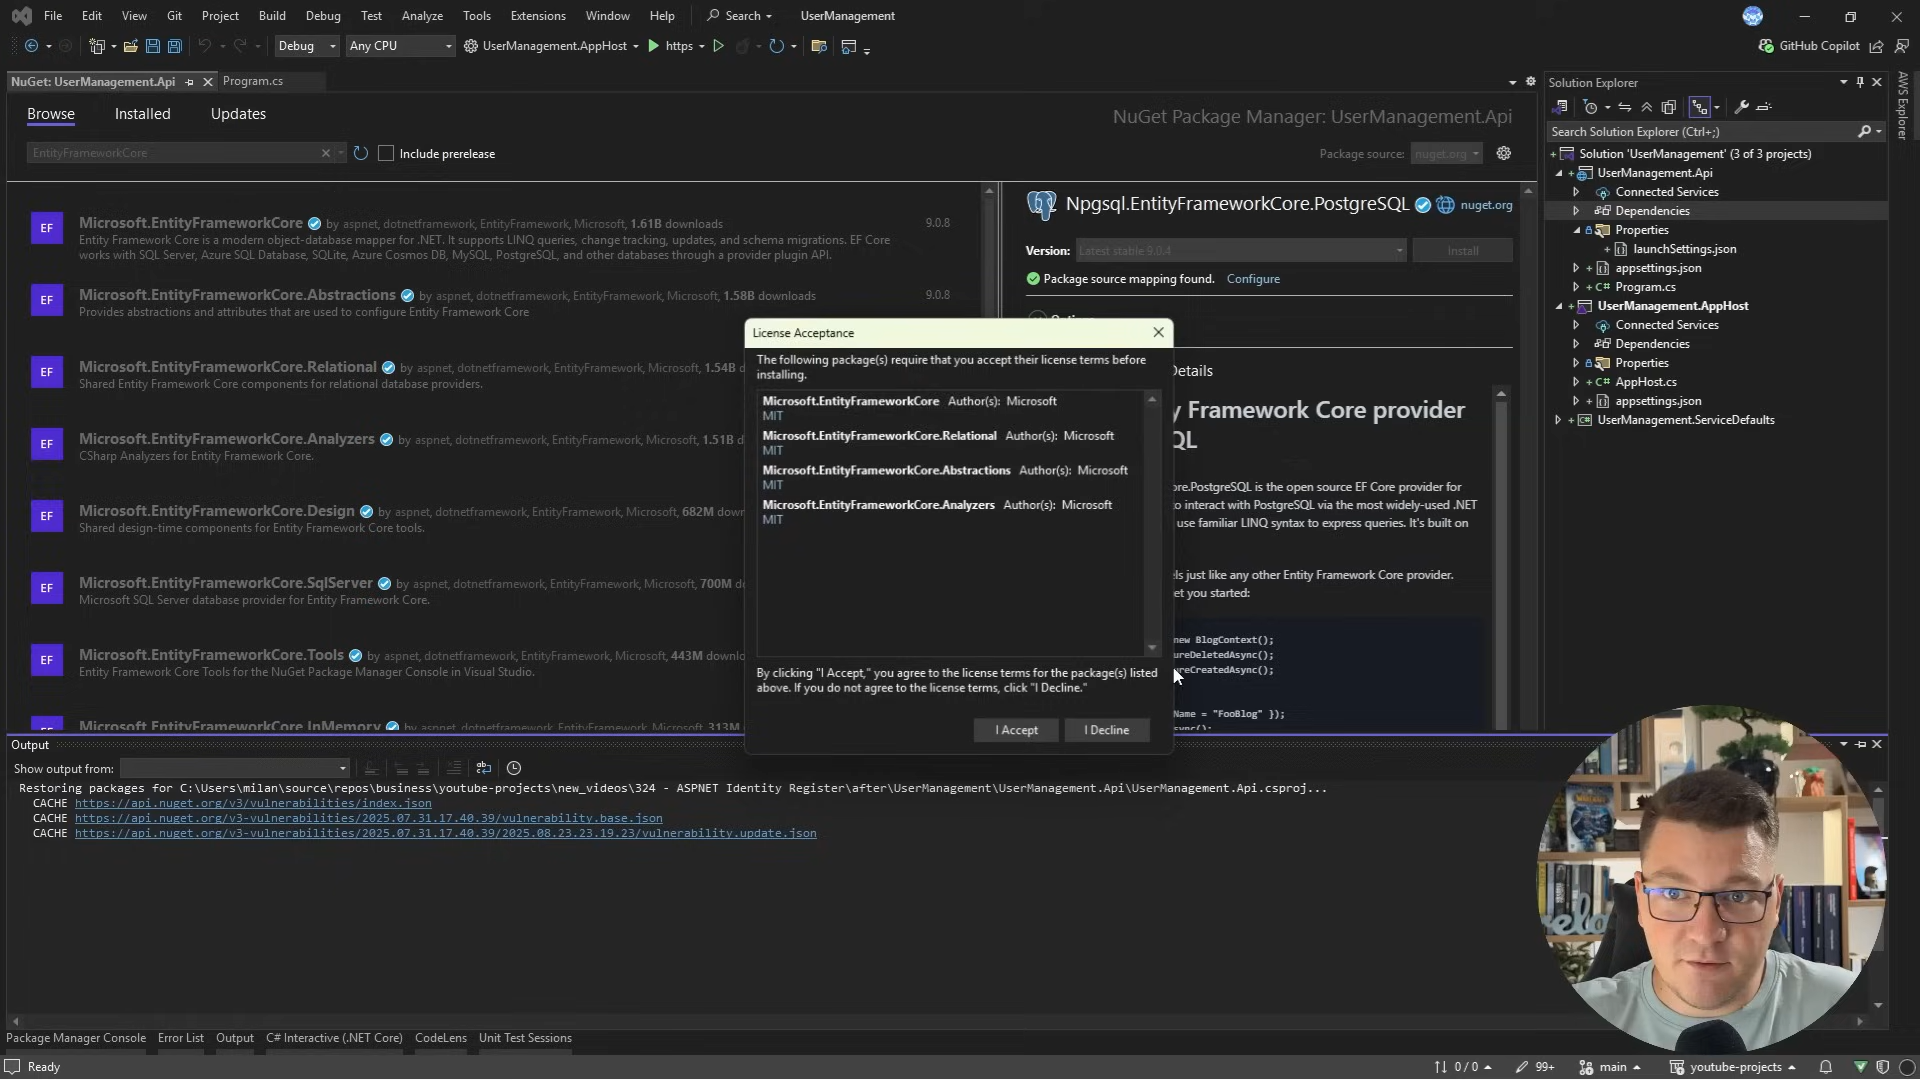 File Edit View Git Project Build Debug Test Analyze Tools Extensions Window Help Search UserManagement
Debug Any CPU UserManagement.AppHost https GitHub Copilot
NuGet: UserManagement.Api Program.cs
Browse Installed Updates
NuGet Package Manager: UserManagement.Api
EntityFrameworkCore Include prerelease
Package source: nuget.org
Microsoft.EntityFrameworkCore by aspnet, dotnetframework, EntityFramework, Microsoft, 1.61B downloads 9.0.8
Entity Framework Core is a modern object-database mapper for .NET. It supports LINQ queries, change tracking, updates, and schema migrations. EF Core
works with SQL Server, Azure SQL Database, SQLite, Azure Cosmos DB, MySQL, PostgreSQL, and other databases through a provider plugin API.
EF
Microsoft.EntityFrameworkCore.Abstractions by aspnet, dotnetframework, EntityFramework, Microsoft, 1.58B downloads 9.0.8
Provides abstractions and attributes that are used to configure Entity Framework Core
EF
Microsoft.EntityFrameworkCore.Relational by aspnet, dotnetframework, EntityFramework, Microsoft, 1.54B
Shared Entity Framework Core components for relational database providers.
EF
Microsoft.EntityFrameworkCore.Analyzers by aspnet, dotnetframework, EntityFramework, Microsoft, 1.51B
CSharp Analyzers for Entity Framework Core.
EF
Microsoft.EntityFrameworkCore.Design by aspnet, dotnetframework, EntityFramework, Microsoft, 682M dow
Shared design-time components for Entity Framework Core tools.
EF
Microsoft.EntityFrameworkCore.SqlServer by aspnet, dotnetframework, EntityFramework, Microsoft, 700M d
Microsoft SQL Server database provider for Entity Framework Core.
EF
Microsoft.EntityFrameworkCore.Tools by aspnet, dotnetframework, EntityFramework, Microsoft, 443M downlo
Entity Framework Core Tools for the NuGet Package Manager Console in Visual Studio.
EF
Microsoft.EntityFrameworkCore.InMemory by aspnet, dotnetframework, EntityFramework, Microsoft, 313M
Npgsql.EntityFrameworkCore.PostgreSQL nuget.org
Version: Latest stable 9.0.4 Install
Package source mapping found. Configure
Options
Details
y Framework Core provider
QL
ore.PostgreSQL is the open source EF Core provider for
to interact with PostgreSQL via the most widely-used .NET
use familiar LINQ syntax to express queries. It's built on
ls just like any other Entity Framework Core provider.
et you started:
new BlogContext();
ureDeletedAsync();
ureCreatedAsync();
Name = "FooBlog" });
License Acceptance
The following package(s) require that you accept their license terms before
installing.
Microsoft.EntityFrameworkCore Author(s): Microsoft
MIT
Microsoft.EntityFrameworkCore.Relational Author(s): Microsoft
MIT
Microsoft.EntityFrameworkCore.Abstractions Author(s): Microsoft
MIT
Microsoft.EntityFrameworkCore.Analyzers Author(s): Microsoft
MIT
By clicking "I Accept," you agree to the license terms for the package(s) listed
above. If you do not agree to the license terms, click "I Decline."
I Accept I Decline
Solution Explorer
Search Solution Explorer (Ctrl+;)
Solution 'UserManagement' (3 of 3 projects)
UserManagement.Api
Connected Services
Dependencies
Properties
launchSettings.json
appsettings.json
C# Program.cs
UserManagement.AppHost
Connected Services
Dependencies
Properties
C# AppHost.cs
appsettings.json
UserManagement.ServiceDefaults
AWS Explorer
Output
Show output from:
Restoring packages for C:\Users\milan\source\repos\business\youtube-projects\new_videos\324 - ASPNET Identity Register\after\UserManagement\UserManagement.Api\UserManagement.Api.csproj...
CACHE https://api.nuget.org/v3/vulnerabilities/index.json
CACHE https://api.nuget.org/v3-vulnerabilities/2025.07.31.17.40.39/vulnerability.base.json
CACHE https://api.nuget.org/v3-vulnerabilities/2025.07.31.17.40.39/2025.08.23.23.19.23/vulnerability.update.json
Package Manager Console Error List Output C# Interactive (.NET Core) CodeLens Unit Test Sessions
Ready 0 / 0 99+ main youtube-projects